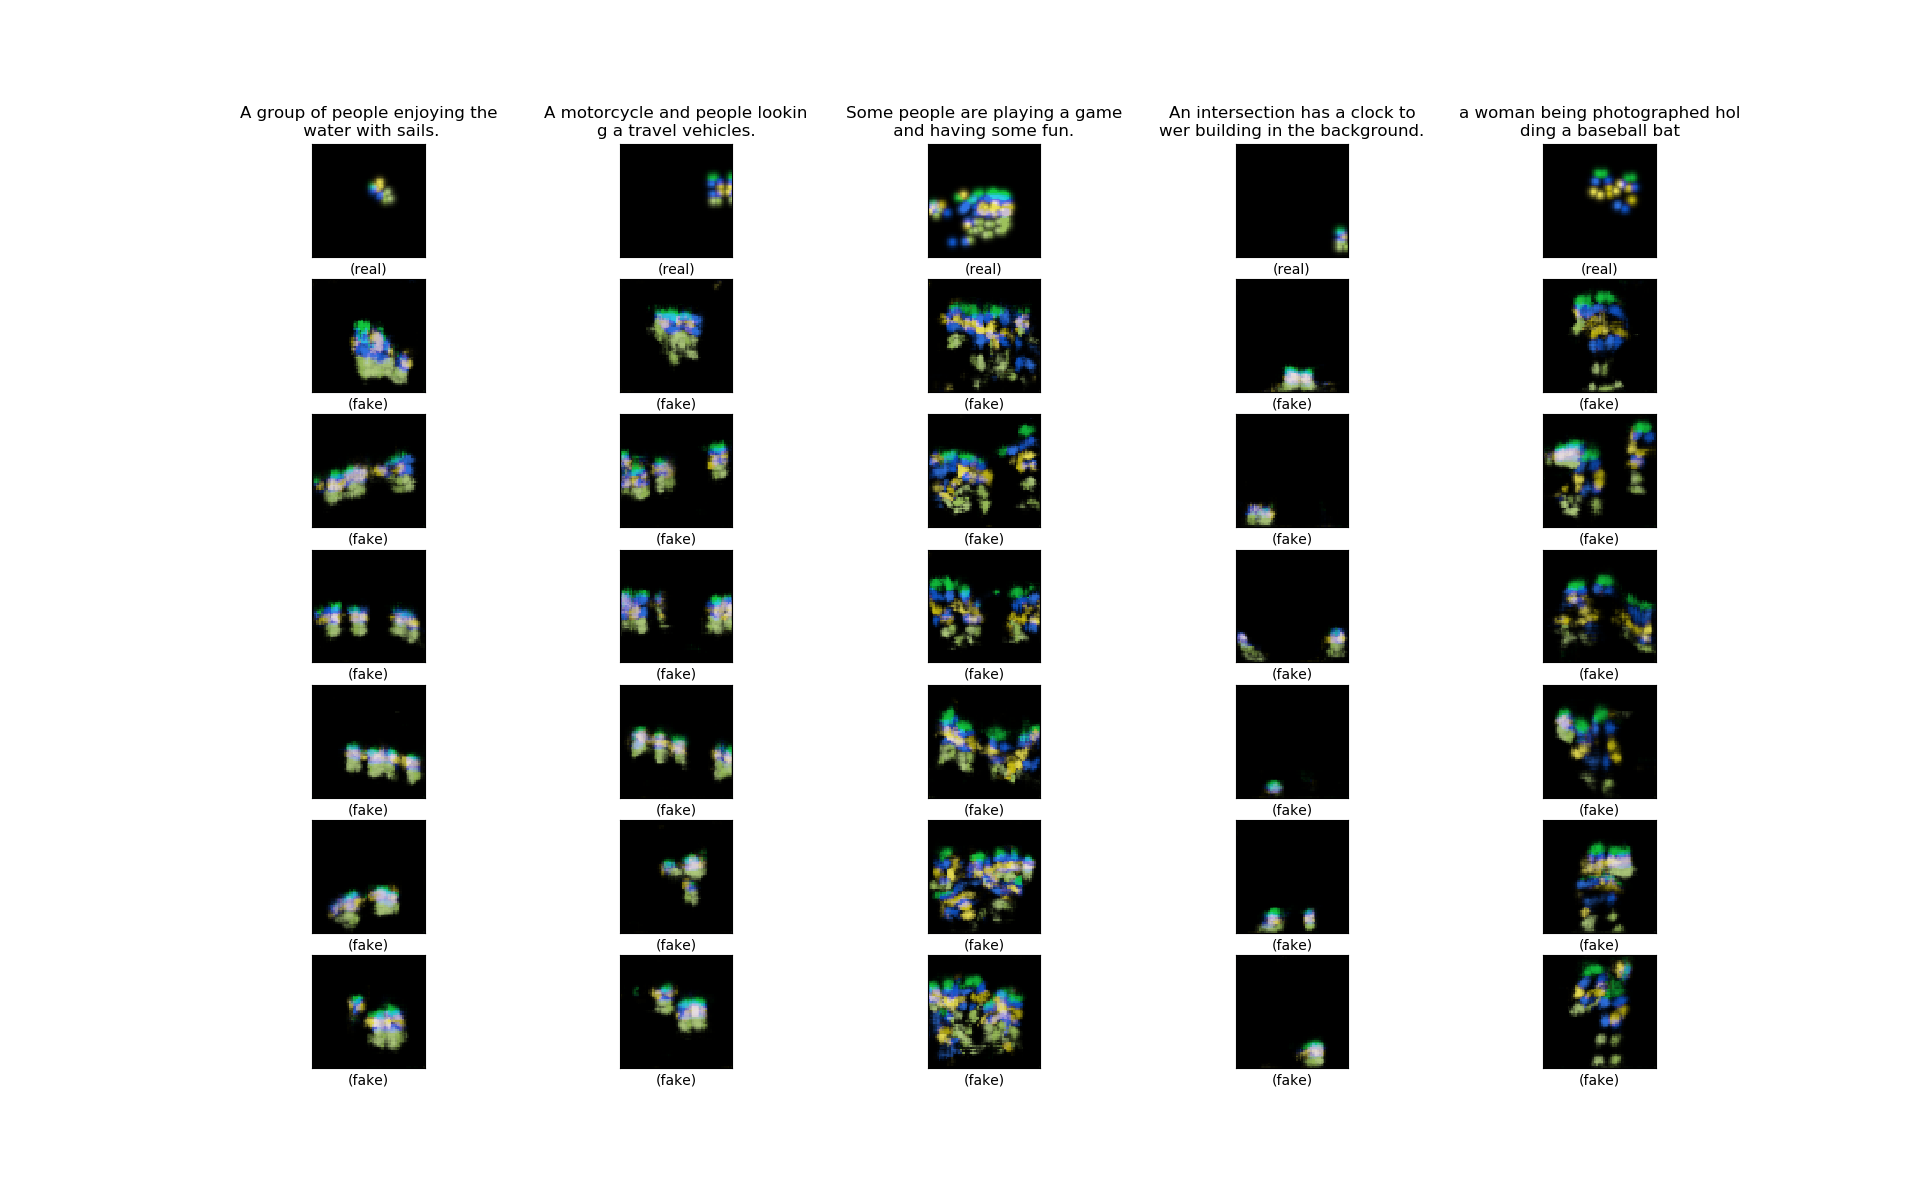 A group of people enjoying the
water with sails.
A motorcycle and people lookin
g a travel vehicles.
Some people are playing a game
and having some fun.
An intersection has a clock to
wer building in the background.
a woman being photographed hol
ding a baseball bat
(real) (real) (real) (real) (real)
(fake) (fake) (fake) (fake) (fake)
(fake) (fake) (fake) (fake) (fake)
(fake) (fake) (fake) (fake) (fake)
(fake) (fake) (fake) (fake) (fake)
(fake) (fake) (fake) (fake) (fake)
(fake) (fake) (fake) (fake) (fake)